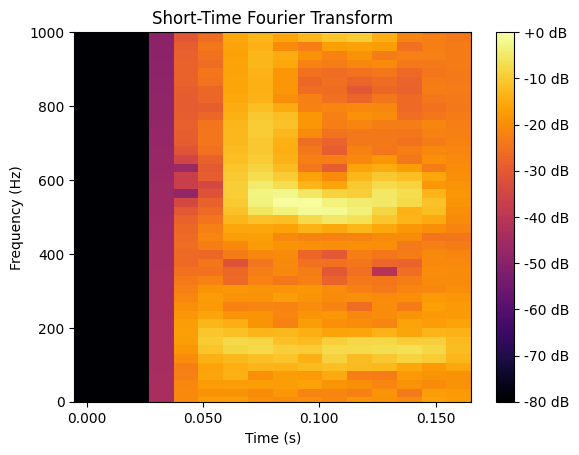 Short-Time Fourier Transform
1000
800
600
400
200
0
Frequency (Hz)
0.000
0.050
0.100
0.150
Time (s)
+0 dB
-10 dB
-20 dB
-30 dB
-40 dB
-50 dB
-60 dB
-70 dB
-80 dB